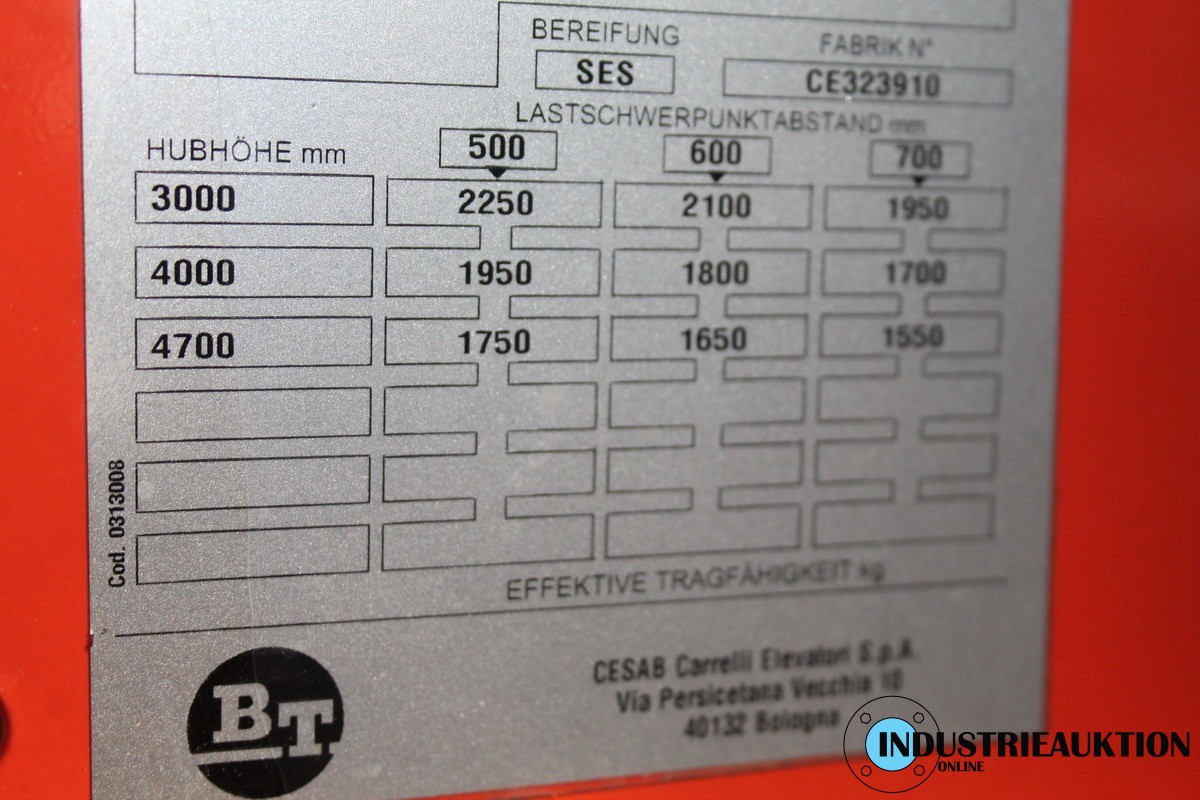 BEREIFUNG FABRIK N°
SES CE323910
LASTSCHWERPUNKTABSTAND mm
HUBHÖHE mm 500 600 700
3000 2250 2100 1950
4000 1950 1800 1700
4700 1750 1650 1550
Cod. 0313008
EFFEKTIVE TRAGFÄHIGKEIT kg
BT
CESAB Carrelli Elevatori S.p.A.
Via Persicetana Vecchia 10
40132 Bologna
INDUSTRIEAUKTION
ONLINE